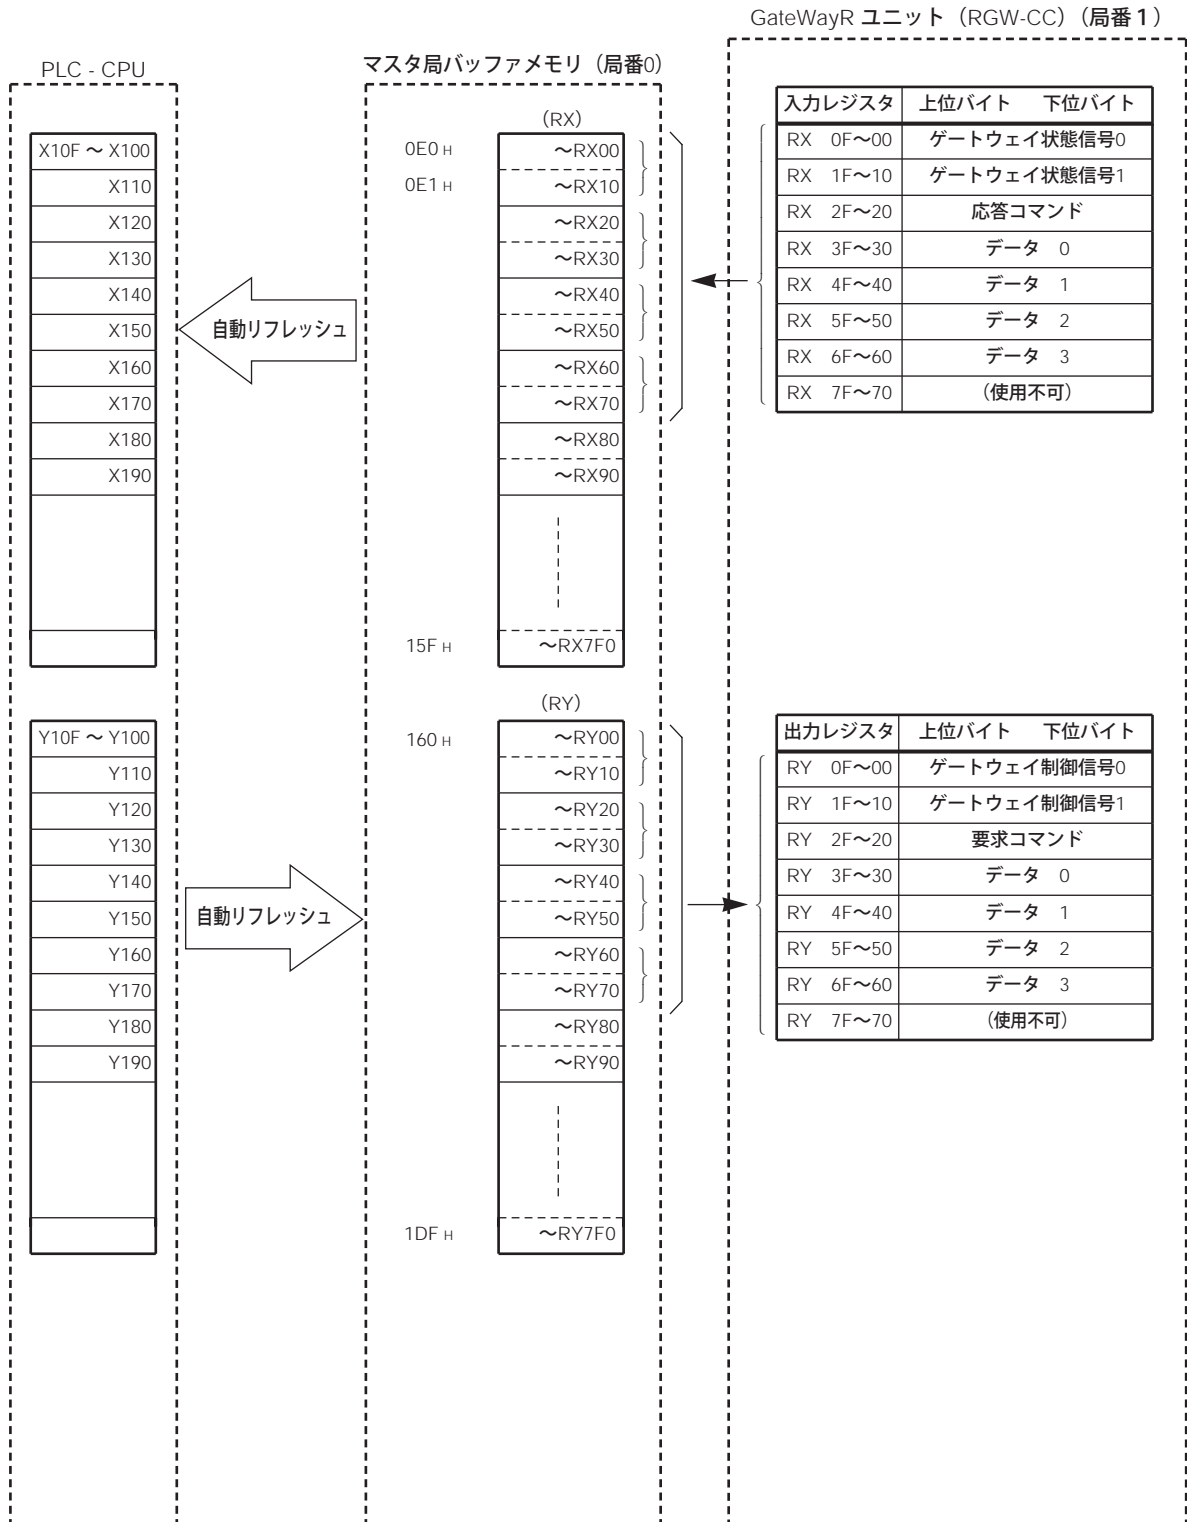 GateWayR ユニット（RGW-CC）（局番１）
PLC - CPU
マスタ局バッファメモリ（局番0）
（RX）
X10F 〜 X100
X110
X120
X130
X140
X150
X160
X170
X180
X190
自動リフレッシュ
0E0 H
0E1 H
15F H
〜RX00
〜RX10
〜RX20
〜RX30
〜RX40
〜RX50
〜RX60
〜RX70
〜RX80
〜RX90
〜RX7F0
入力レジスタ 上位バイト 下位バイト
RX 0F〜00 ゲートウェイ状態信号0
RX 1F〜10 ゲートウェイ状態信号1
RX 2F〜20 応答コマンド
RX 3F〜30 データ 0
RX 4F〜40 データ 1
RX 5F〜50 データ 2
RX 6F〜60 データ 3
RX 7F〜70 （使用不可）
（RY）
Y10F 〜 Y100
Y110
Y120
Y130
Y140
Y150
Y160
Y170
Y180
Y190
自動リフレッシュ
160 H
1DF H
〜RY00
〜RY10
〜RY20
〜RY30
〜RY40
〜RY50
〜RY60
〜RY70
〜RY80
〜RY90
〜RY7F0
出力レジスタ 上位バイト 下位バイト
RY 0F〜00 ゲートウェイ制御信号0
RY 1F〜10 ゲートウェイ制御信号1
RY 2F〜20 要求コマンド
RY 3F〜30 データ 0
RY 4F〜40 データ 1
RY 5F〜50 データ 2
RY 6F〜60 データ 3
RY 7F〜70 （使用不可）